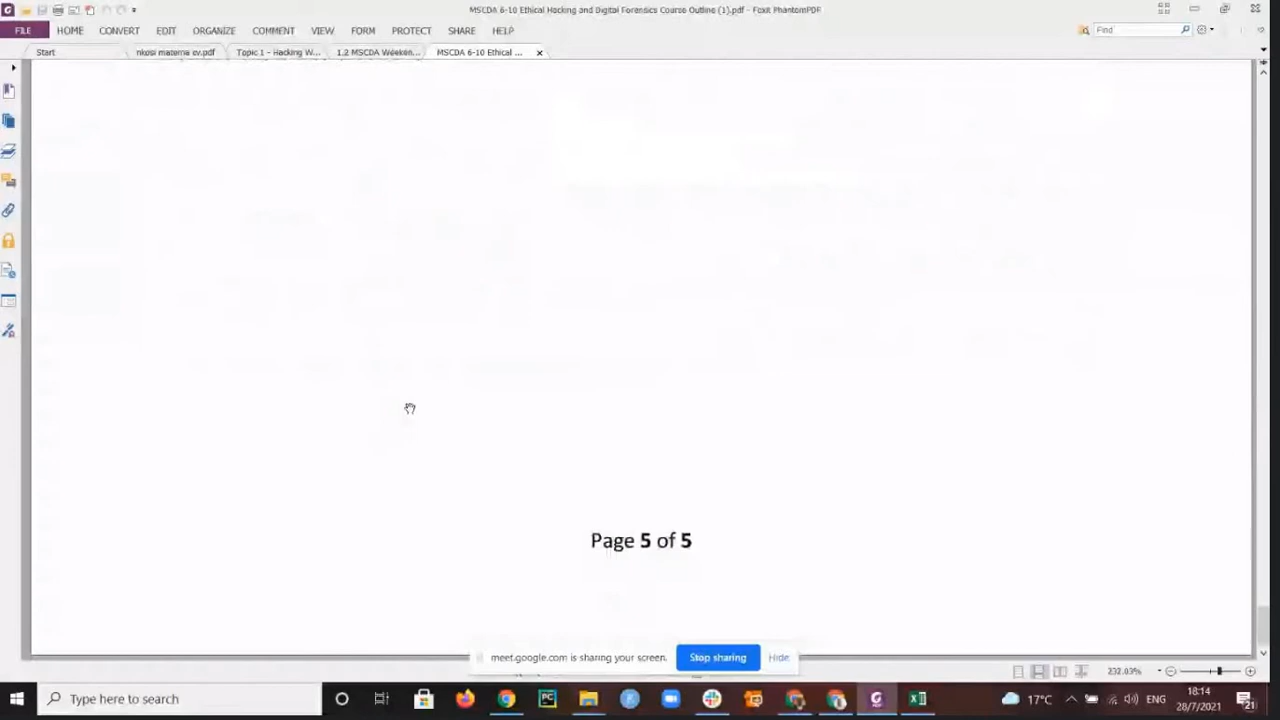 MSCDA 6-10 Ethical Hacking and Digital Forensics Course Outline (1).pdf - Foxit PhantomPDF
FILE HOME CONVERT EDIT ORGANIZE COMMENT VIEW FORM PROTECT SHARE HELP Find
Start nkosi materna cv.pdf Topic 1 - Hacking W... 1.2 MSCDA Weeken... MSCDA 6-10 Ethical ...
Page 5 of 5
meet.google.com is sharing your screen. Stop sharing Hide
232.03%
Type here to search 17°C ENG 18:14
28/7/2021 21